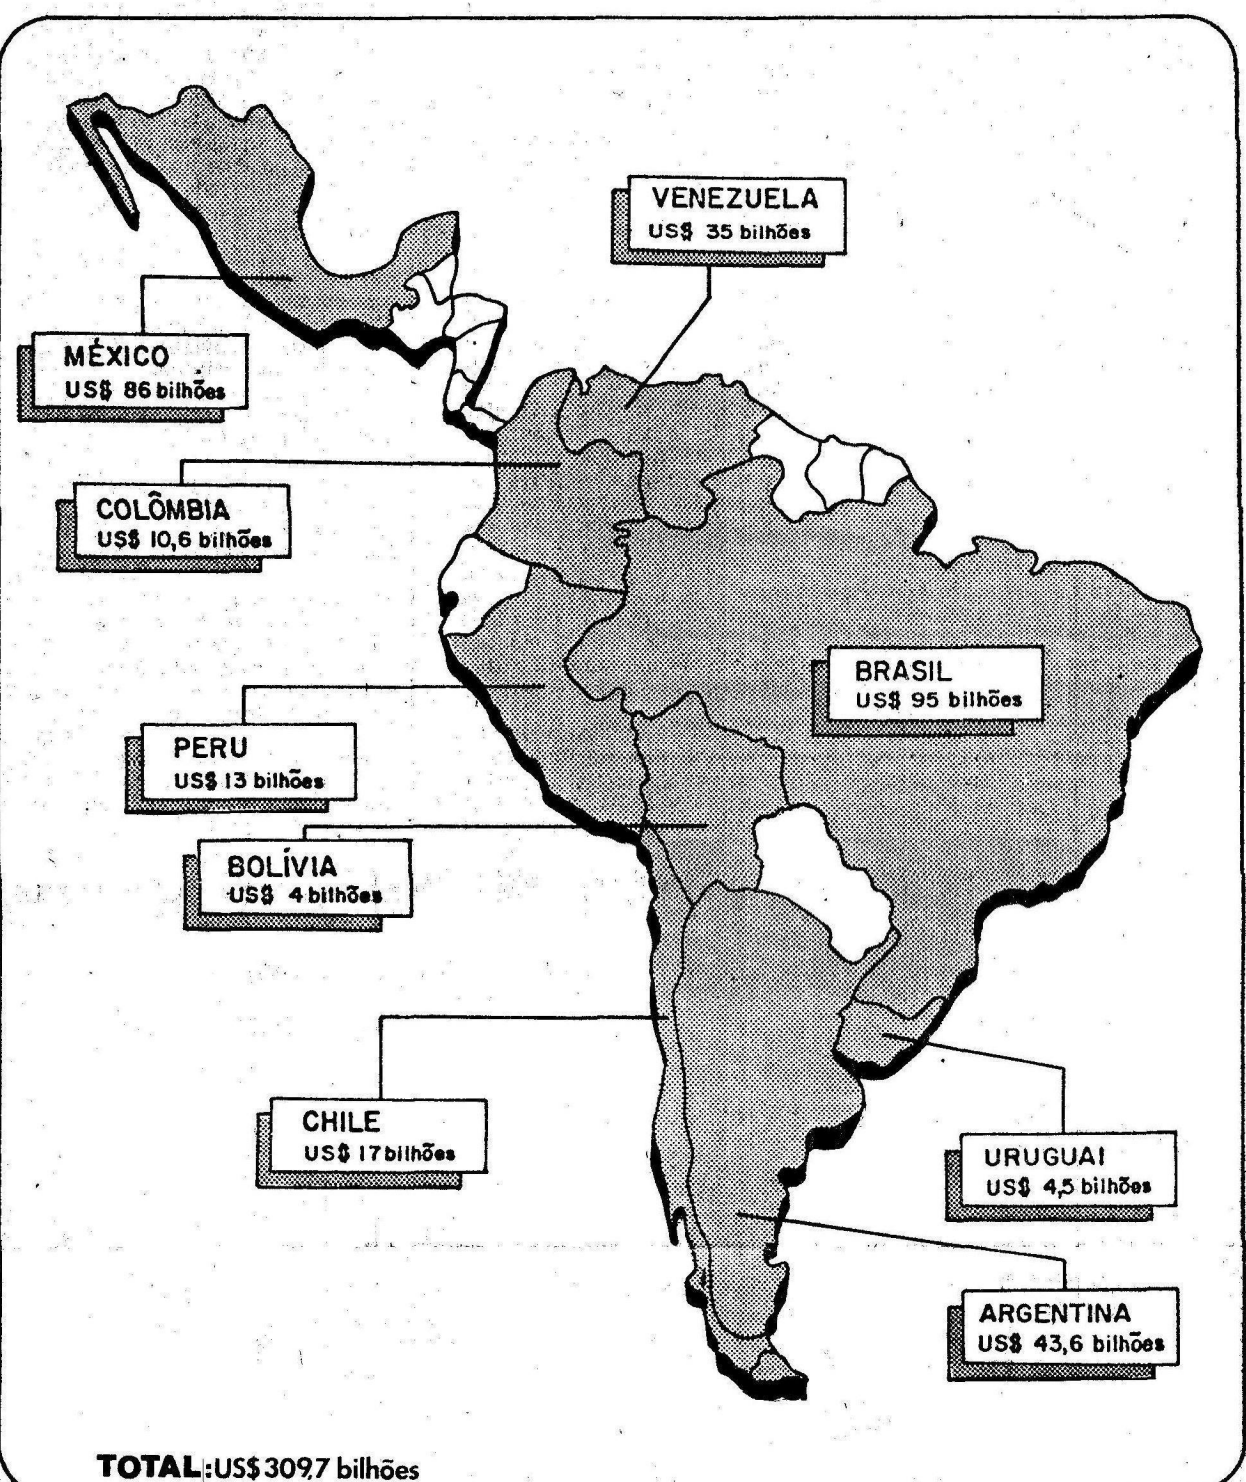 VENEZUELA
US$ 35 bilhões
MÉXICO
US$ 86 bilhões
COLÔMBIA
US$ 10,6 bilhões
BRASIL
US$ 95 bilhões
PERU
US$ 13 bilhões
BOLÍVIA
US$ 4 bilhões
CHILE
US$ 17 bilhões
URUGUAI
US$ 4,5 bilhões
ARGENTINA
US$ 43,6 bilhões
TOTAL: US$ 309,7 bilhões